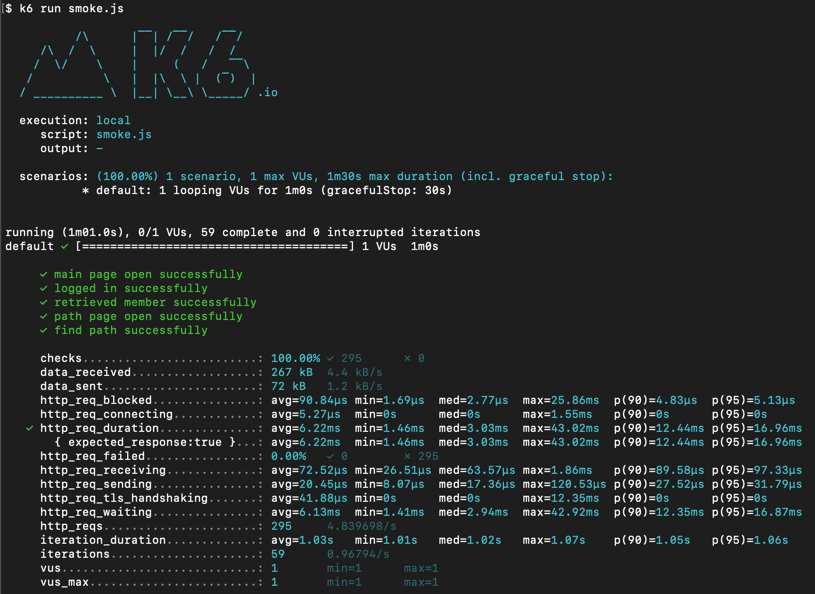 $ k6 run smoke.js
/\      |‾‾| /‾‾/   /‾‾/
/\  /  \     |  |/  /   /  /
/  \/    \    |     (   /   ‾‾\
/          \   |  |\  \ |  (‾)  |
/ __________ \  |__| \__\ \_____/ .io
execution: local
script: smoke.js
output: -
scenarios: (100.00%) 1 scenario, 1 max VUs, 1m30s max duration (incl. graceful stop):
* default: 1 looping VUs for 1m0s (gracefulStop: 30s)
running (1m01.0s), 0/1 VUs, 59 complete and 0 interrupted iterations
default ✓ [======================================] 1 VUs  1m0s
✓ main page open successfully
✓ logged in successfully
✓ retrieved member successfully
✓ path page open successfully
✓ find path successfully
checks.........................: 100.00% ✓ 295      ✗ 0
data_received..................: 267 kB  4.4 kB/s
data_sent......................: 72 kB   1.2 kB/s
http_req_blocked...............: avg=90.84µs min=1.69µs  med=2.77µs  max=25.86ms  p(90)=4.83µs  p(95)=5.13µs
http_req_connecting............: avg=5.27µs  min=0s      med=0s      max=1.55ms   p(90)=0s      p(95)=0s
✓ http_req_duration..............: avg=6.22ms  min=1.46ms  med=3.03ms  max=43.02ms  p(90)=12.44ms p(95)=16.96ms
{ expected_response:true }...: avg=6.22ms  min=1.46ms  med=3.03ms  max=43.02ms  p(90)=12.44ms p(95)=16.96ms
http_req_failed................: 0.00%   ✓ 0        ✗ 295
http_req_receiving.............: avg=72.52µs min=26.51µs med=63.57µs max=1.86ms   p(90)=89.58µs p(95)=97.33µs
http_req_sending...............: avg=20.45µs min=8.07µs  med=17.36µs max=120.53µs p(90)=27.52µs p(95)=31.79µs
http_req_tls_handshaking.......: avg=41.88µs min=0s      med=0s      max=12.35ms  p(90)=0s      p(95)=0s
http_req_waiting...............: avg=6.13ms  min=1.41ms  med=2.94ms  max=42.92ms  p(90)=12.35ms p(95)=16.87ms
http_reqs......................: 295     4.839698/s
iteration_duration.............: avg=1.03s   min=1.01s   med=1.02s   max=1.07s    p(90)=1.05s   p(95)=1.06s
iterations.....................: 59      0.96794/s
vus............................: 1       min=1      max=1
vus_max........................: 1       min=1      max=1